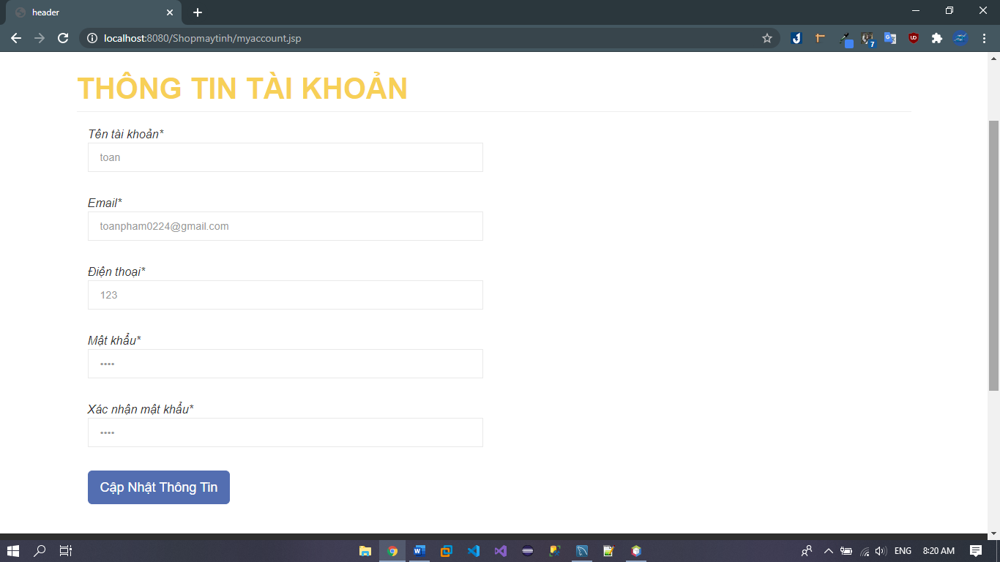 header
localhost:8080/Shopmaytinh/myaccount.jsp
7
THÔNG TIN TÀI KHOẢN
Tên tài khoản*
toan
Email*
toanpham0224@gmail.com
Điện thoại*
123
Mật khẩu*
••••
Xác nhận mật khẩu*
••••
Cập Nhật Thông Tin
ENG
8:20 AM